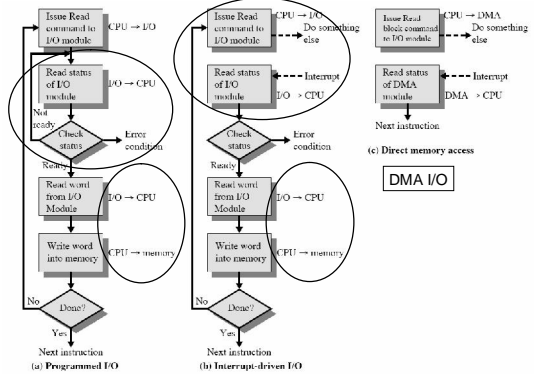 Issue Read
command to
I/O module
CPU → I/O
Read status
of I/O
module
I/O → CPU
Not
ready
Check
status
Error
condition
Ready
Read word
from I/O
Module
I/O → CPU
Write word
into memory
CPU → memory
No
Done?
Yes
Next instruction
(a) Programmed I/O
Issue Read
command to
I/O module
CPU → I/O
Do something
else
Read status
of I/O
module
Interrupt
I/O → CPU
Check
status
Error
condition
Ready
Read word
from I/O
Module
I/O → CPU
Write word
into memory
CPU → memory
No
Done?
Yes
Next instruction
(b) Interrupt-driven I/O
Issue Read
block command
to I/O module
CPU → DMA
Do something
else
Read status
of DMA
module
Interrupt
DMA → CPU
Next instruction
(c) Direct memory access
DMA I/O